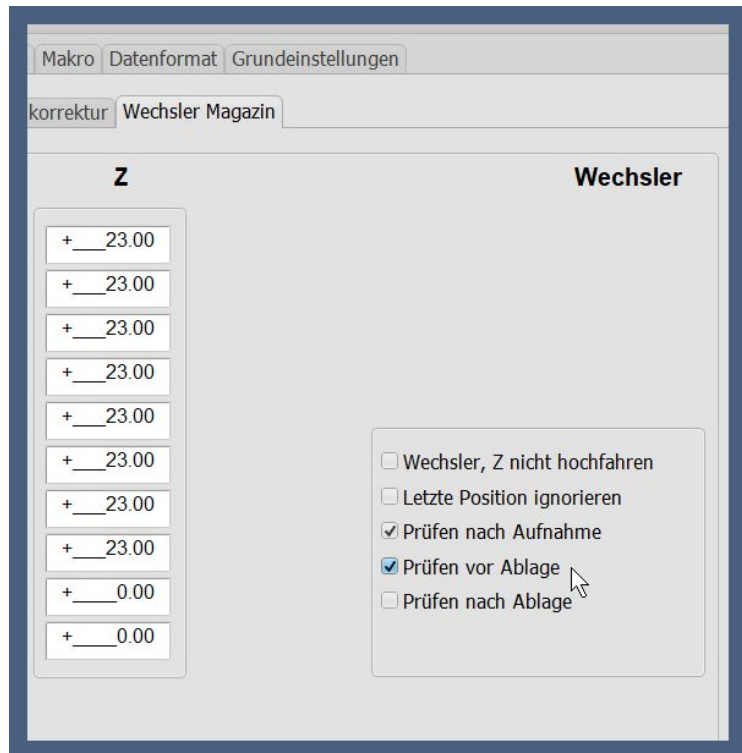 Makro Datenformat Grundeinstellungen
korrektur Wechsler Magazin
Z
Wechsler
+___23.00
+___23.00
+___23.00
+___23.00
+___23.00
+___23.00
+___23.00
+___23.00
+____0.00
+____0.00
Wechsler, Z nicht hochfahren
Letzte Position ignorieren
Prüfen nach Aufnahme
Prüfen vor Ablage
Prüfen nach Ablage